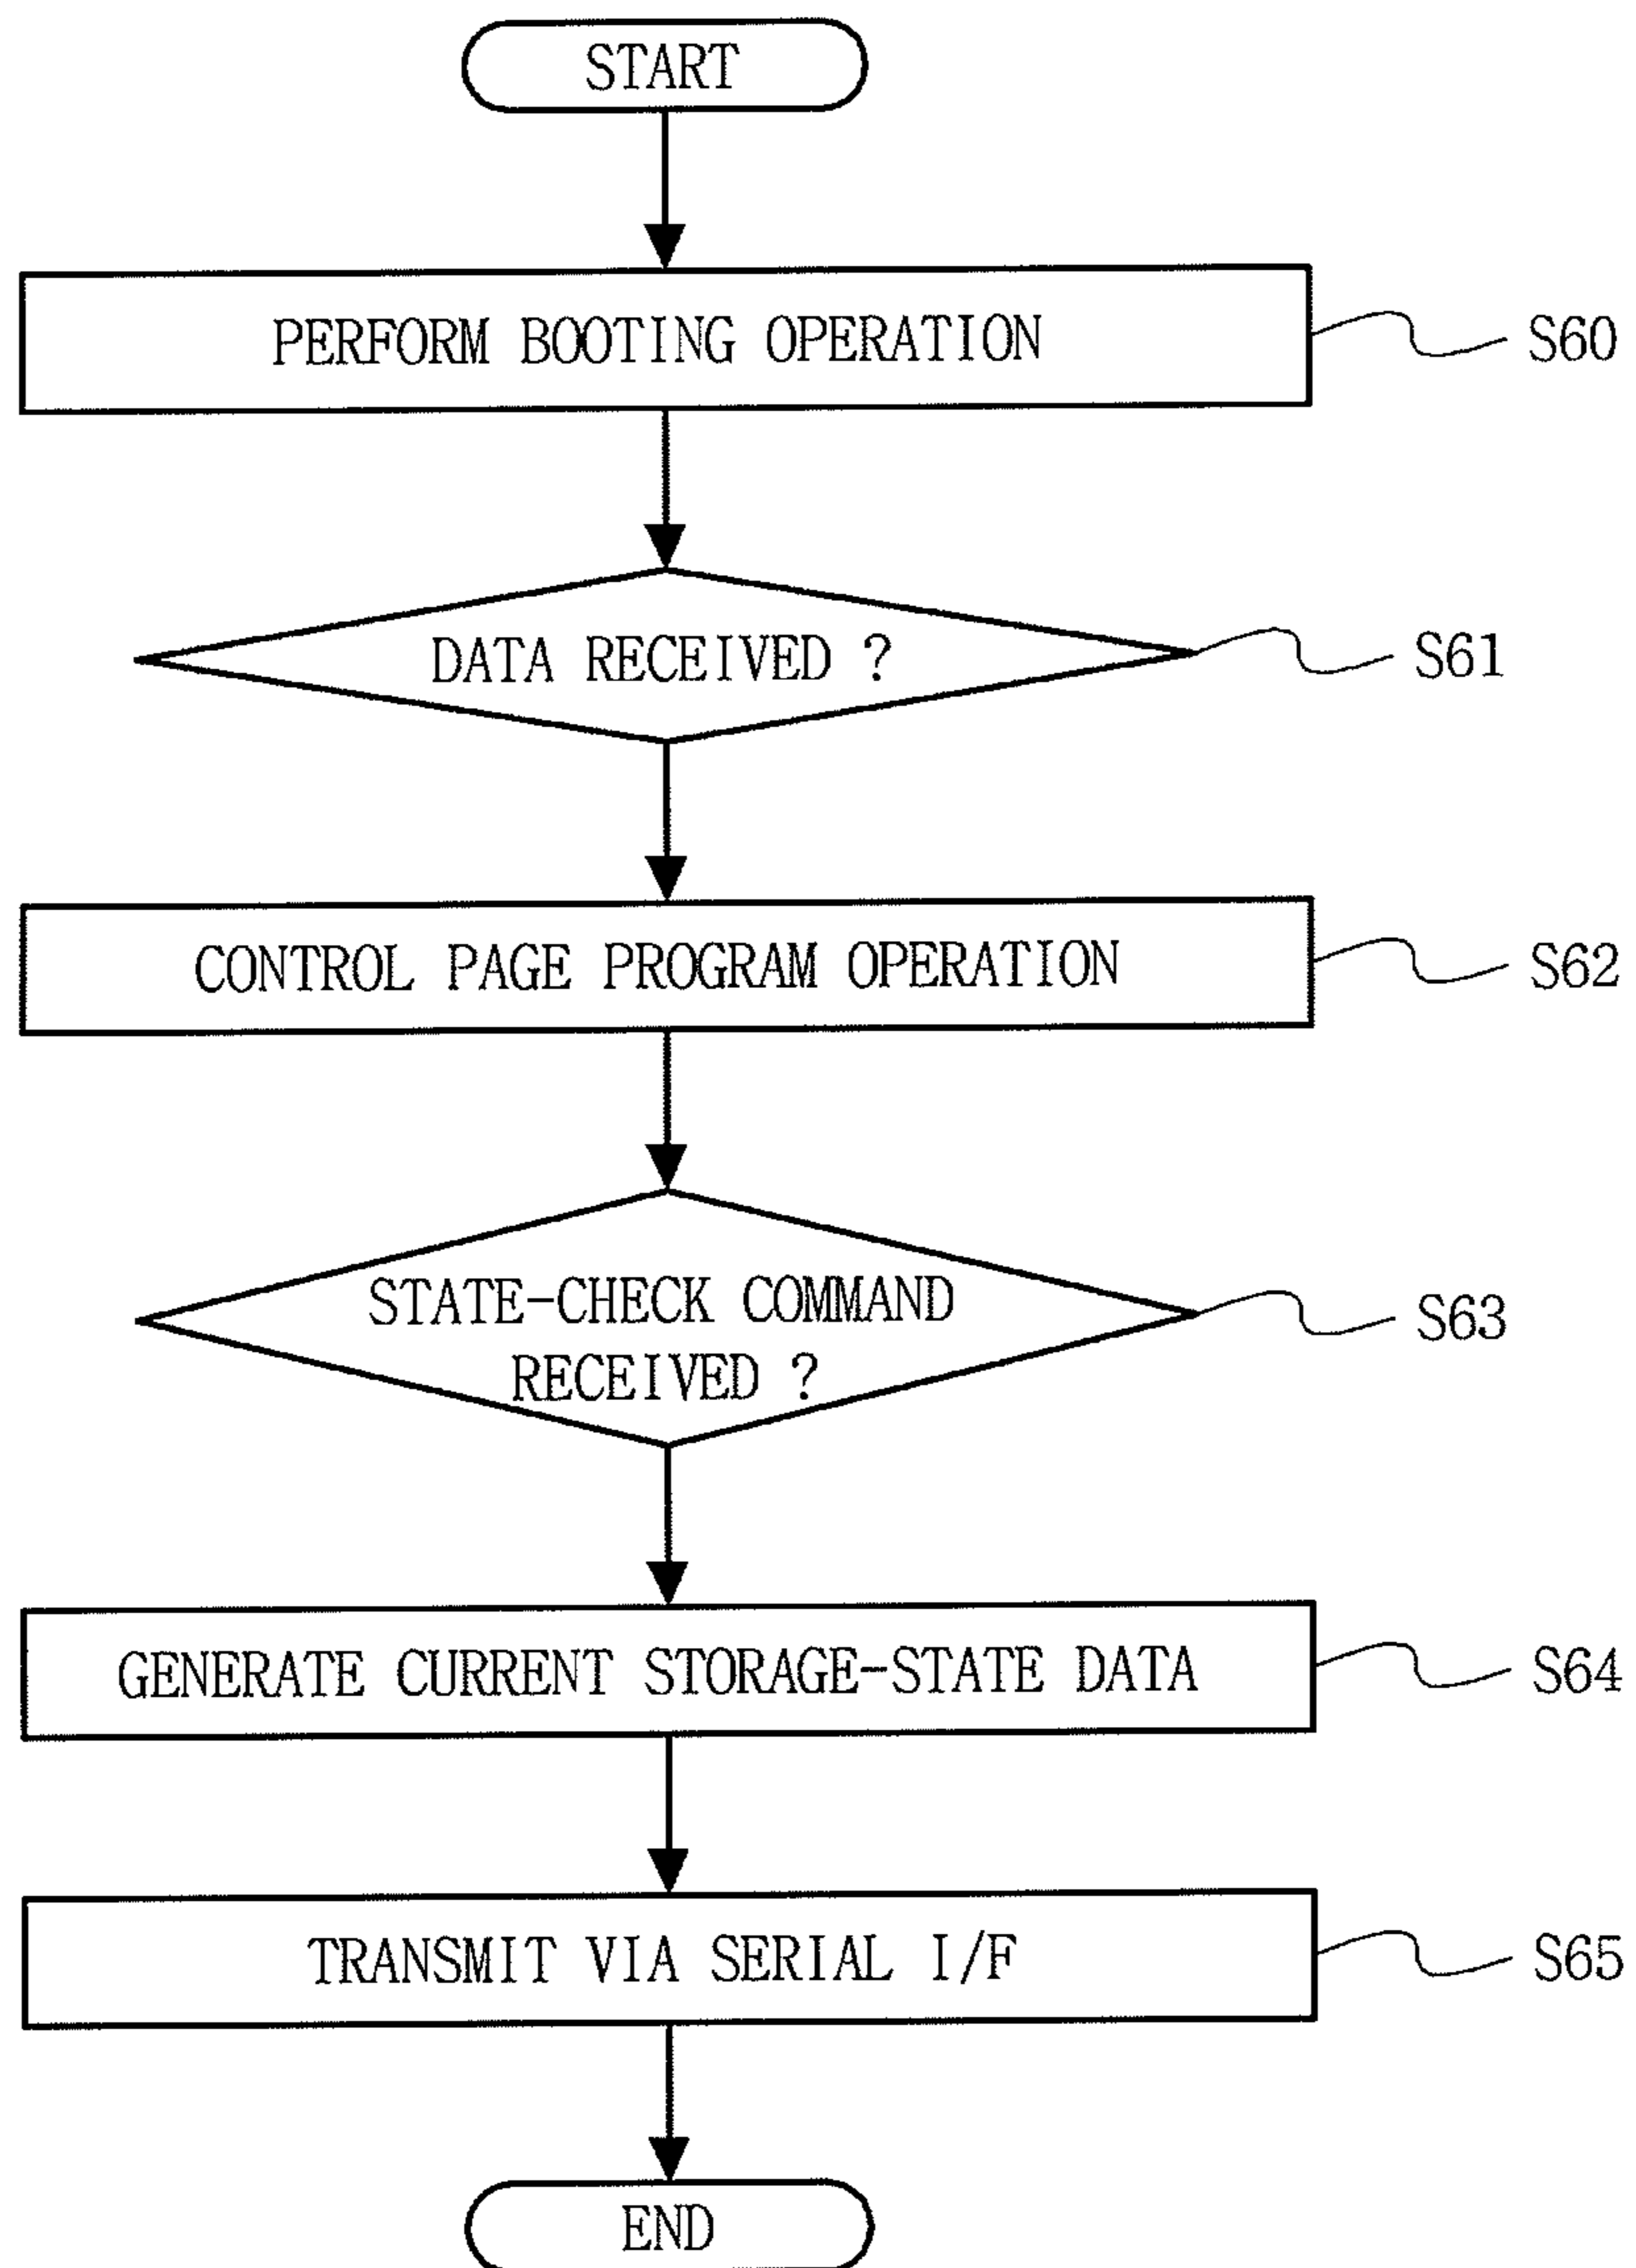 START
PERFORM BOOTING OPERATION
S60
DATA RECEIVED ?
S61
CONTROL PAGE PROGRAM OPERATION
S62
STATE-CHECK COMMAND
RECEIVED ?
S63
GENERATE CURRENT STORAGE-STATE DATA
S64
TRANSMIT VIA SERIAL I/F
S65
END